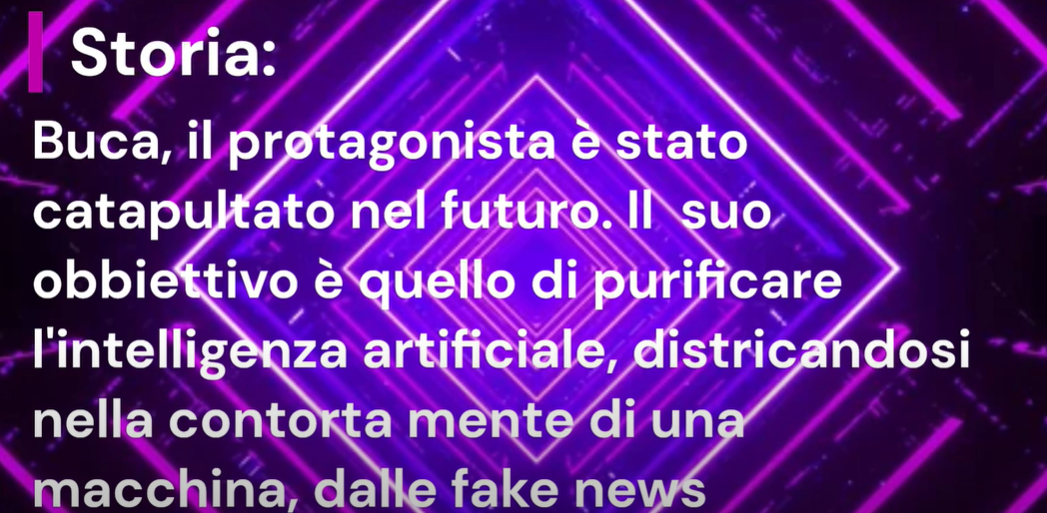 Storia:
Buca, il protagonista è stato
catapultato nel futuro. Il  suo
obbiettivo è quello di purificare
l'intelligenza artificiale, districandosi
nella contorta mente di una
macchina, dalle fake news